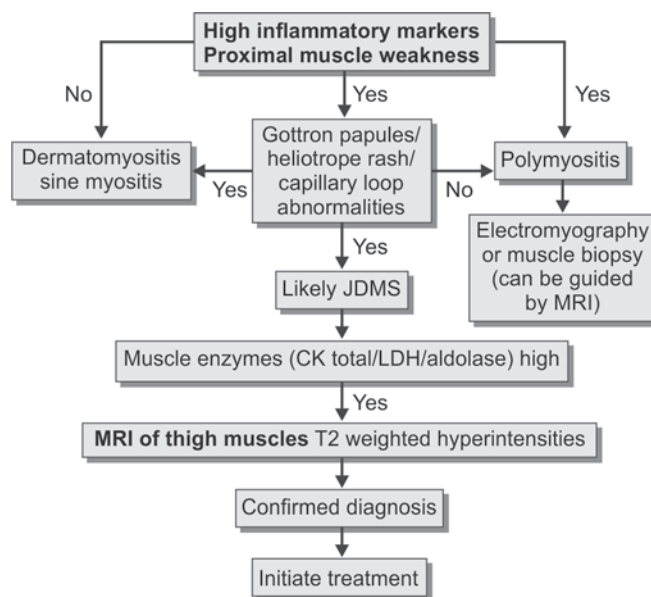 High inflammatory markers
Proximal muscle weakness
No
Yes
Yes
Dermatomyositis
sine myositis
Yes
Gottron papules/
heliotrope rash/
capillary loop
abnormalities
No
Polymyositis
Yes
Electromyography
or muscle biopsy
(can be guided
by MRI)
Likely JDMS
Muscle enzymes (CK total/LDH/aldolase) high
Yes
MRI of thigh muscles T2 weighted hyperintensities
Confirmed diagnosis
Initiate treatment